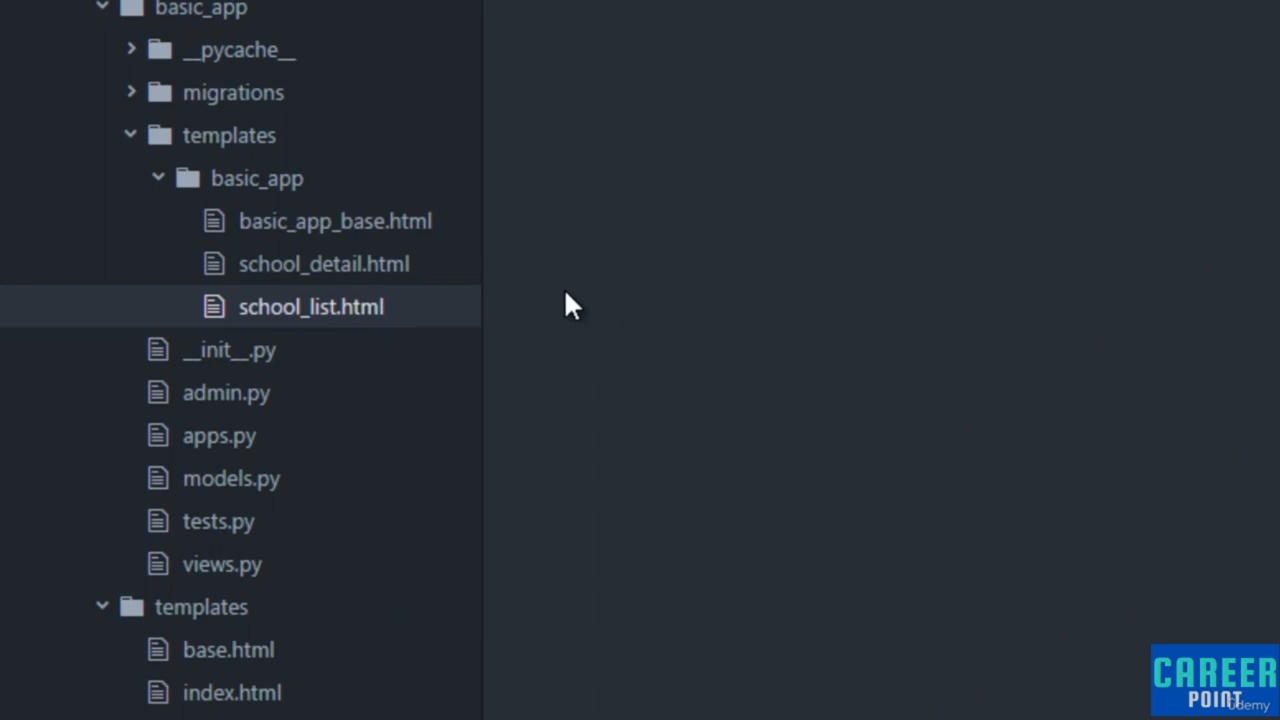 basic_app
__pycache__
migrations
templates
basic_app
basic_app_base.html
school_detail.html
school_list.html
__init__.py
admin.py
apps.py
models.py
tests.py
views.py
templates
base.html
index.html
CAREER
POINT
ûdemy